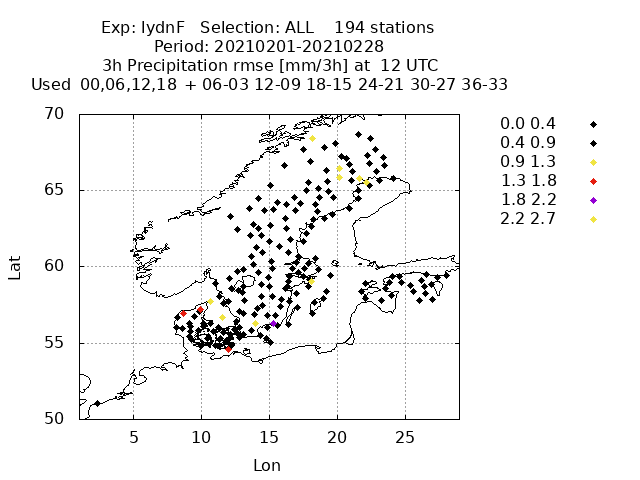 Exp: IydnF   Selection: ALL    194 stations
Period: 20210201-20210228
3h Precipitation rmse [mm/3h] at  12 UTC
Used  00,06,12,18  + 06-03 12-09 18-15 24-21 30-27 36-33
0.0 0.4
0.4 0.9
0.9 1.3
1.3 1.8
1.8 2.2
2.2 2.7
70
65
60
55
50
Lat
5
10
15
20
25
Lon